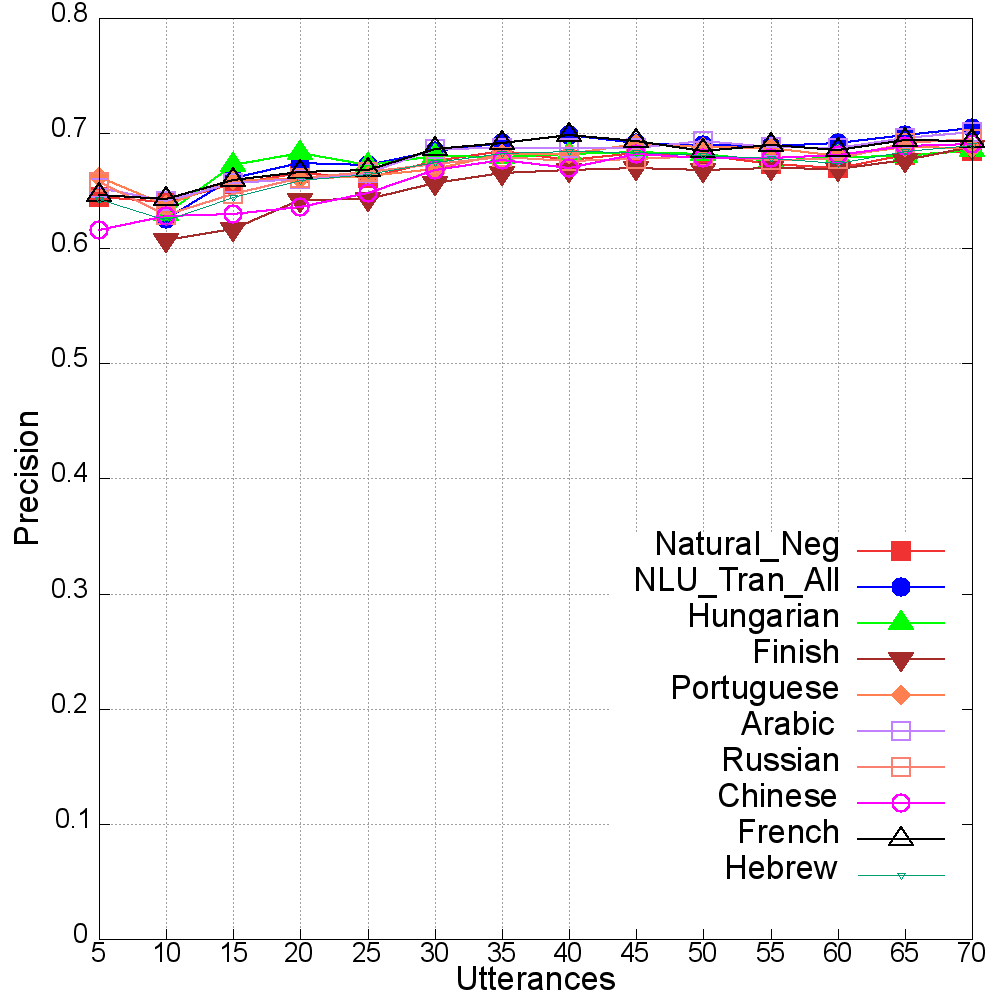 0.8
0.7
0.6
0.5
0.4
0.3
0.2
0.1
0
Precision
Natural_Neg
NLU_Tran_All
Hungarian
Finish
Portuguese
Arabic
Russian
Chinese
French
Hebrew
5 10 15 20 25 30 35 40 45 50 55 60 65 70
Utterances